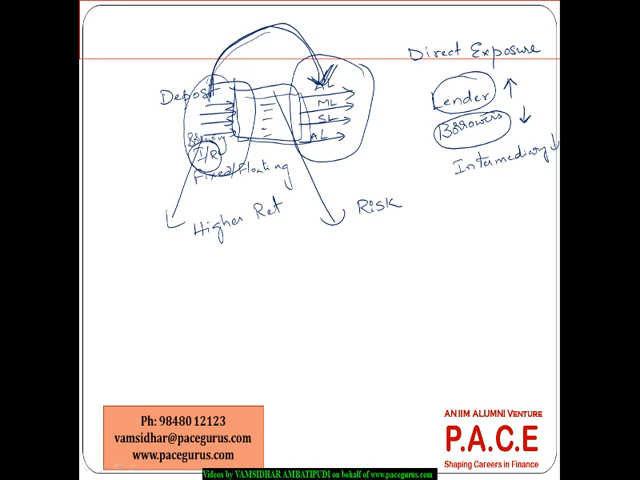 Direct Exposure
Deposit
AL
ML
SL
AL
Lender
Borrowers
Intermediary
I/R
Fixed/Floating
Higher Ret
Risk
Ph: 98480 12123
vamsidhar@pacegurus.com
www.pacegurus.com
AN IIM ALUMNI VENTURE
P.A.C.E
Shaping Careers in Finance
Videos by VAMSIDHAR AMBATIPUDI on behalf of www.pacegurus.com